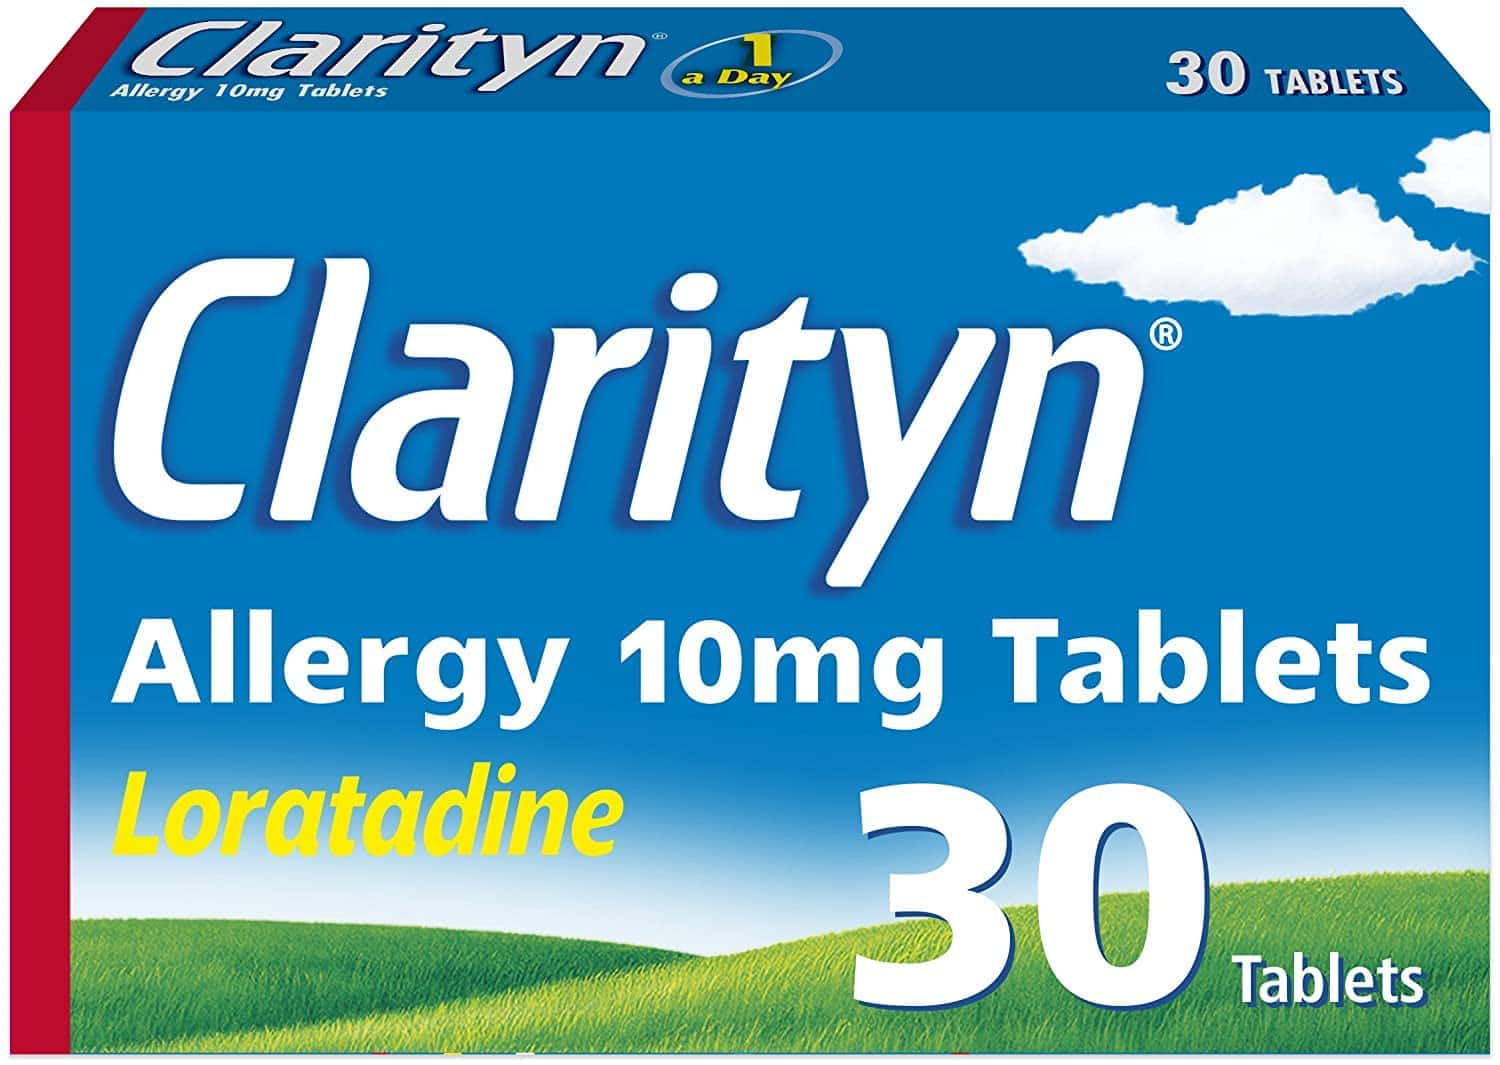 Clarityn® 1 a Day 30 TABLETS
Allergy 10mg Tablets
Clarityn®
Allergy 10mg Tablets
Loratadine
30 Tablets